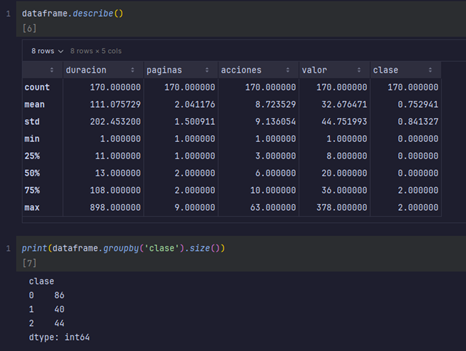 1 dataframe.describe()
[6]
8 rows 8 rows × 5 cols
duracion paginas acciones valor clase
count 170.000000 170.000000 170.000000 170.000000 170.000000
mean 111.075729 2.041176 8.723529 32.676471 0.752941
std 202.453200 1.500911 9.136054 44.751993 0.841327
min 1.000000 1.000000 1.000000 1.000000 0.000000
25% 11.000000 1.000000 3.000000 8.000000 0.000000
50% 13.000000 2.000000 6.000000 20.000000 0.000000
75% 108.000000 2.000000 10.000000 36.000000 2.000000
max 898.000000 9.000000 63.000000 378.000000 2.000000
1 print(dataframe.groupby('clase').size())
[7]
clase
0 86
1 40
2 44
dtype: int64